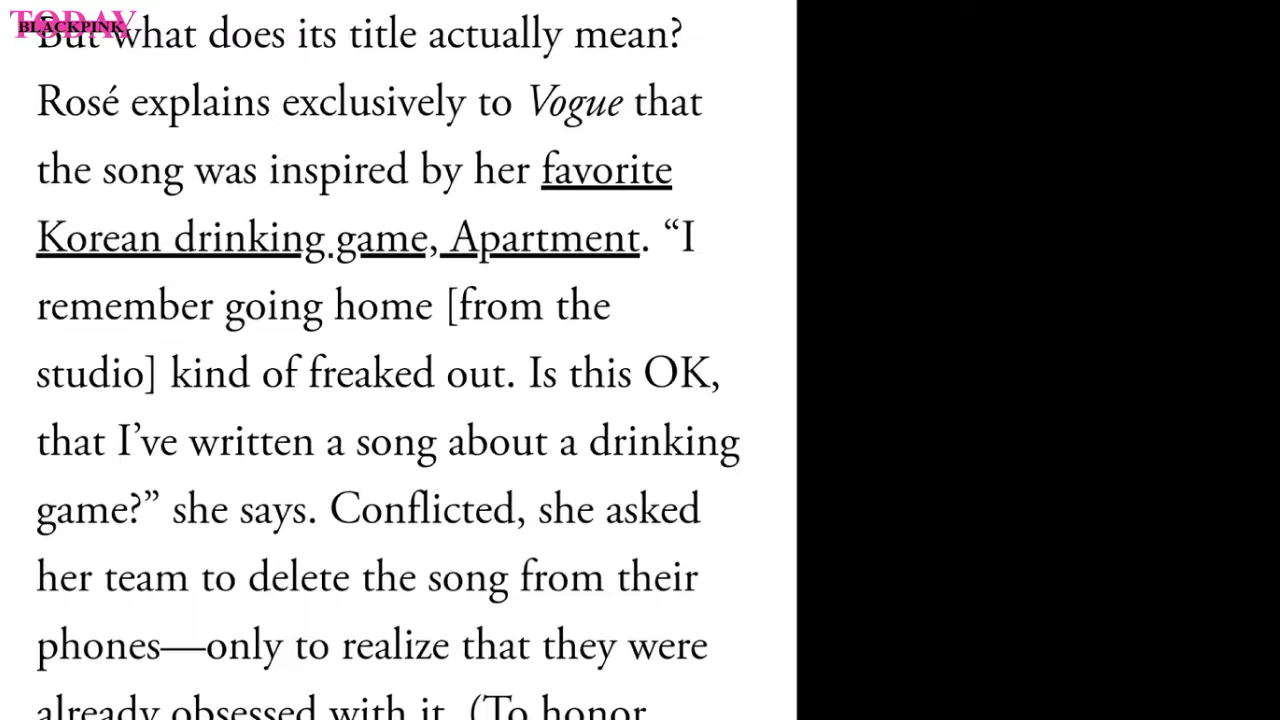 TODAY
BLACKPINK
But what does its title actually mean?
Rosé explains exclusively to Vogue that
the song was inspired by her favorite
Korean drinking game, Apartment. “I
remember going home [from the
studio] kind of freaked out. Is this OK,
that I’ve written a song about a drinking
game?” she says. Conflicted, she asked
her team to delete the song from their
phones—only to realize that they were
already obsessed with it. (To honor